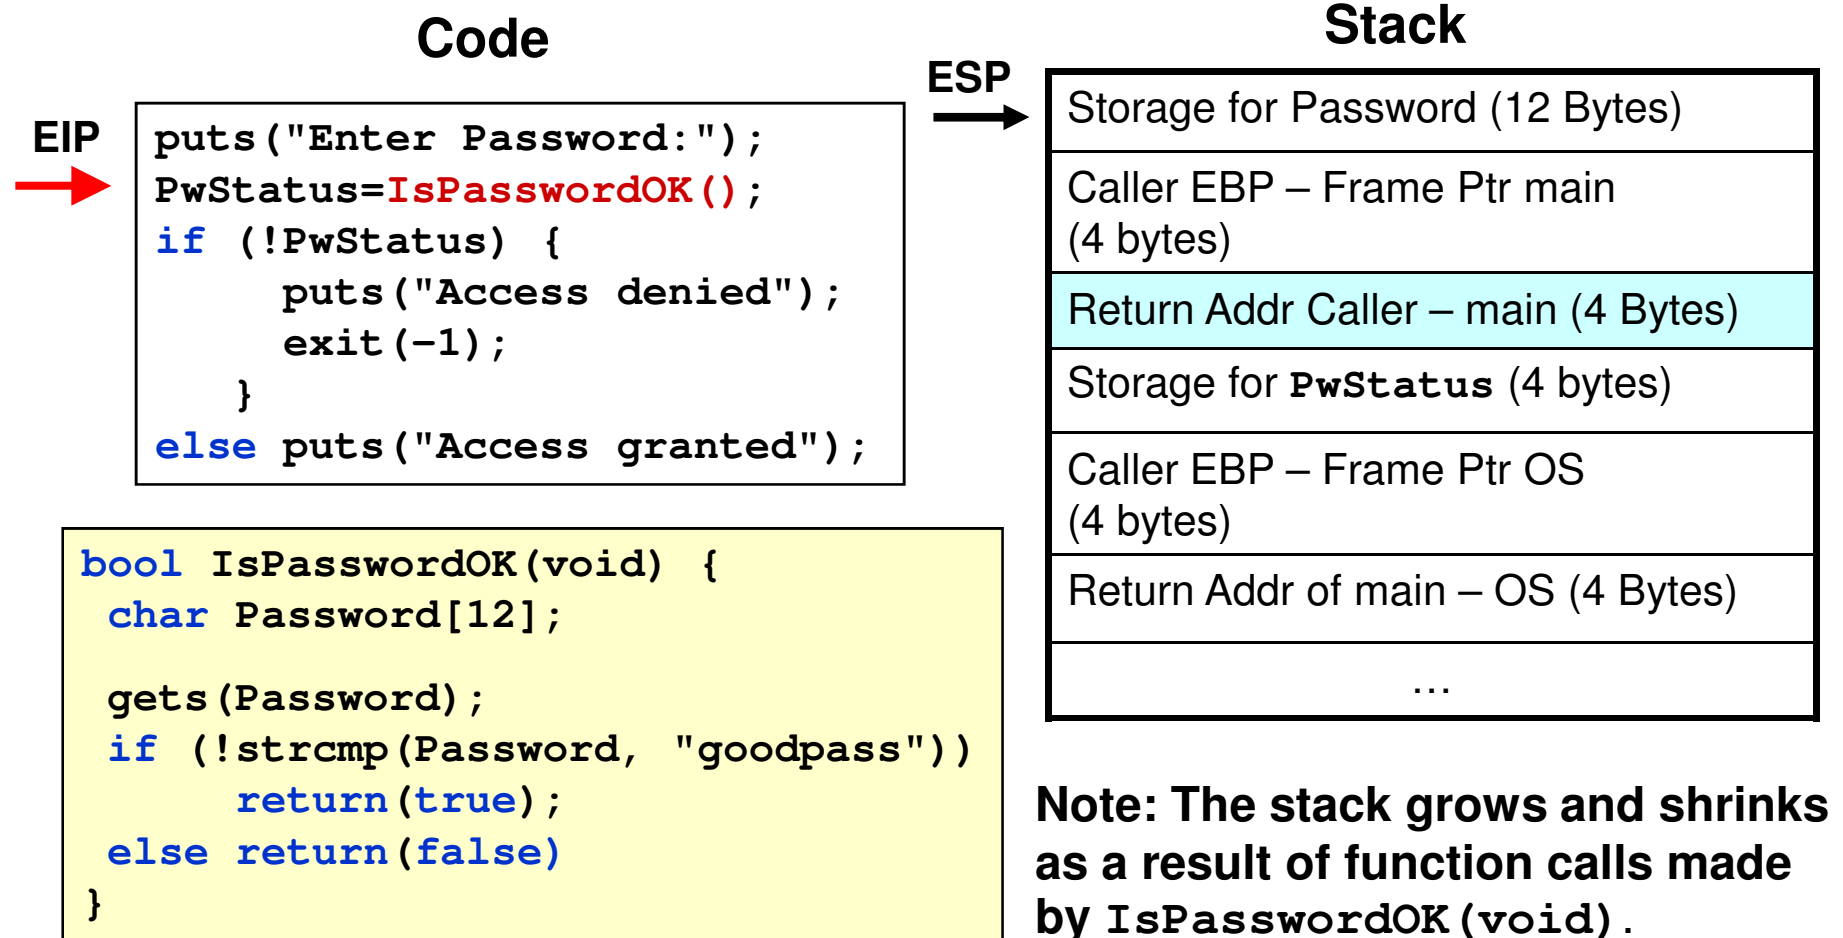 Code
EIP
puts("Enter Password:");
PwStatus=IsPasswordOK();
if (!PwStatus) {
puts("Access denied");
exit(-1);
}
else puts("Access granted");
bool IsPasswordOK(void) {
char Password[12];
gets(Password);
if (!strcmp(Password, "goodpass"))
return(true);
else return(false)
}
Stack
ESP
Storage for Password (12 Bytes)
Caller EBP – Frame Ptr main
(4 bytes)
Return Addr Caller – main (4 Bytes)
Storage for PwStatus (4 bytes)
Caller EBP – Frame Ptr OS
(4 bytes)
Return Addr of main – OS (4 Bytes)
…
Note: The stack grows and shrinks
as a result of function calls made
by IsPasswordOK(void).